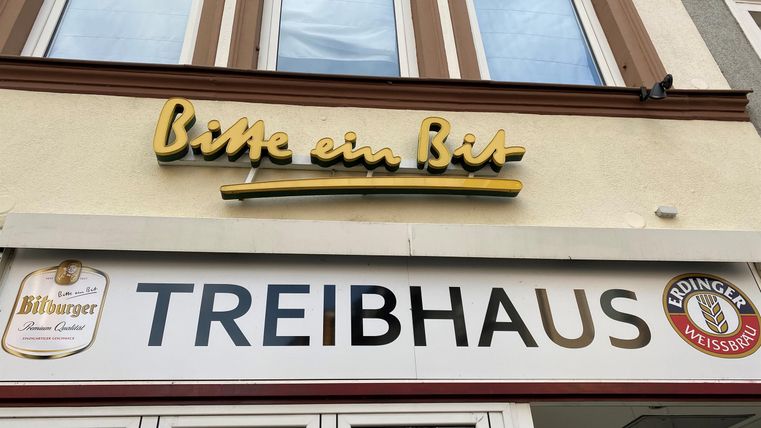 Bitte ein Bit
Bitte ein Bit
Bitburger
Premium Qualität
TREIBHAUS
ERDINGER
WEISSBRÄU